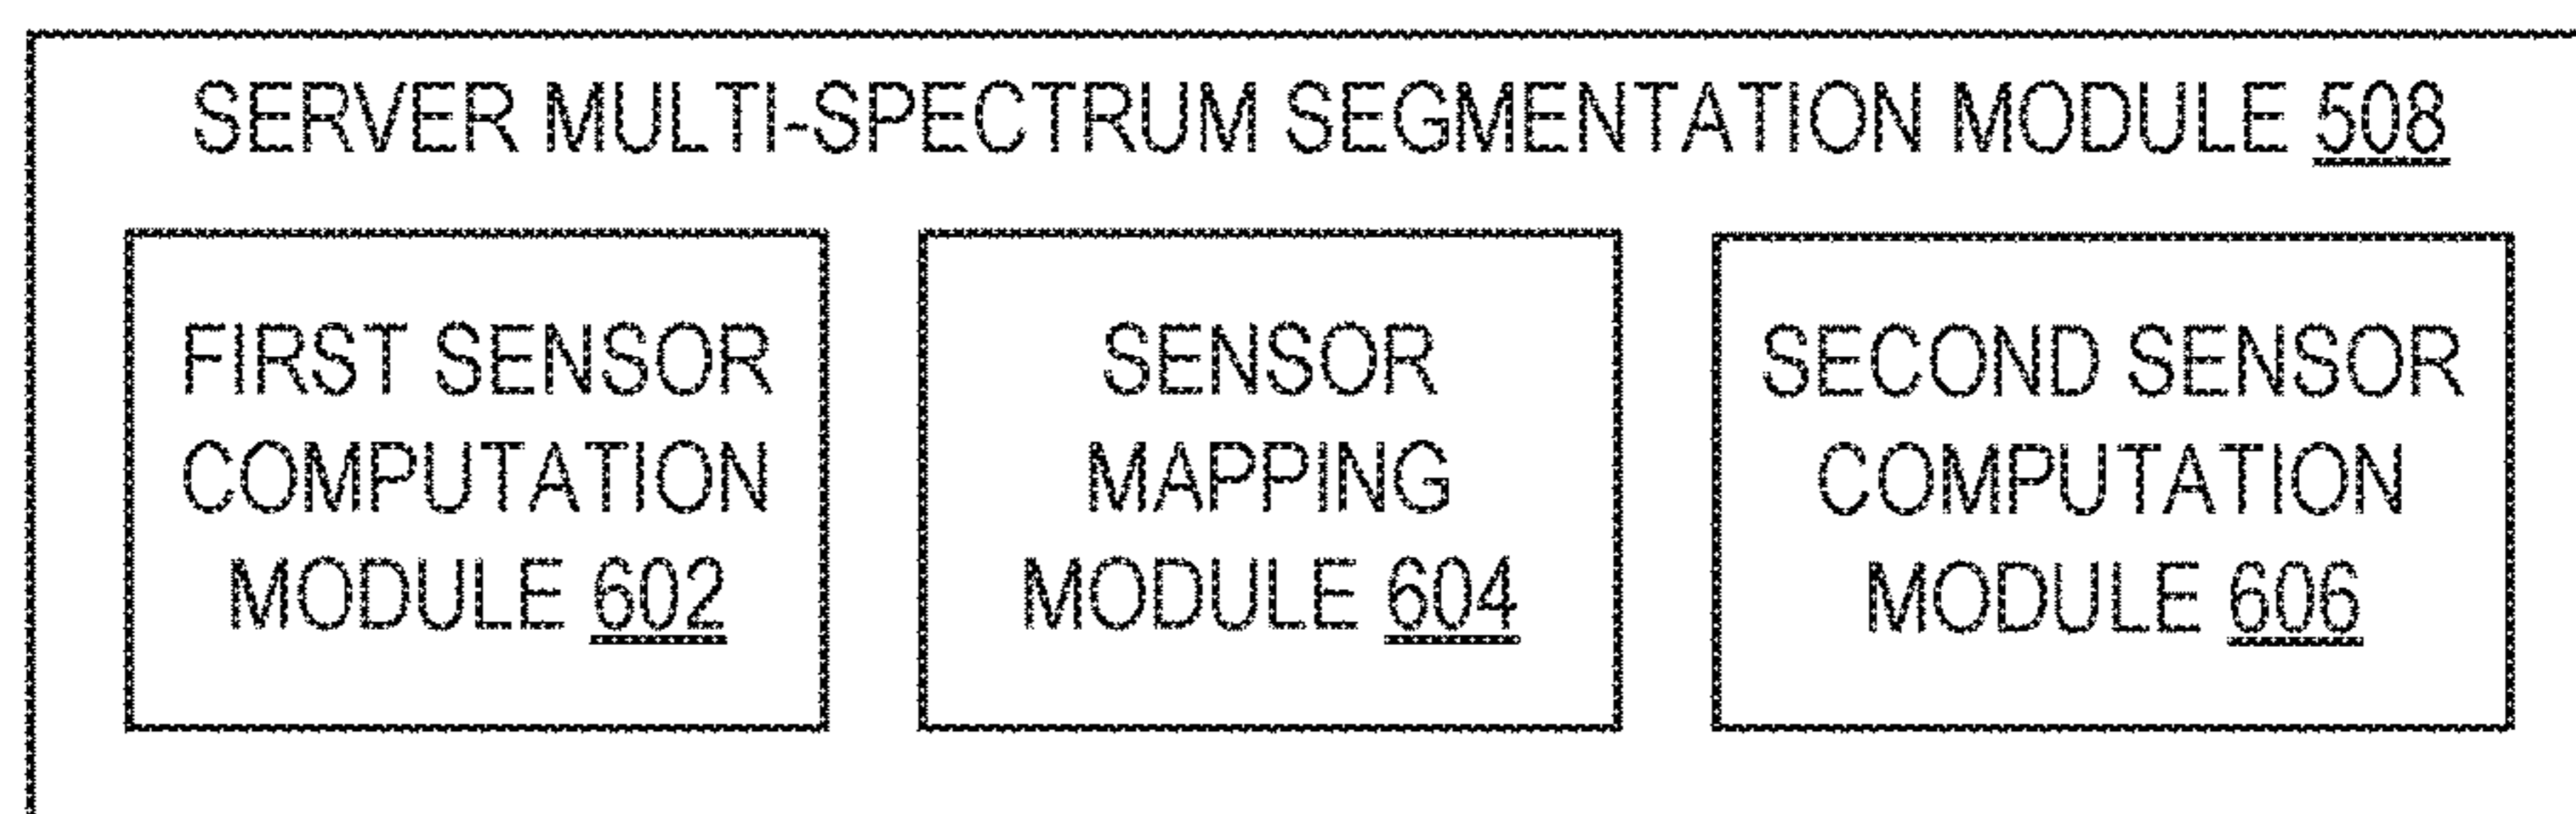 SERVER MULTI-SPECTRUM SEGMENTATION MODULE 508
FIRST SENSOR
COMPUTATION
MODULE 602
SENSOR
MAPPING
MODULE 604
SECOND SENSOR
COMPUTATION
MODULE 606